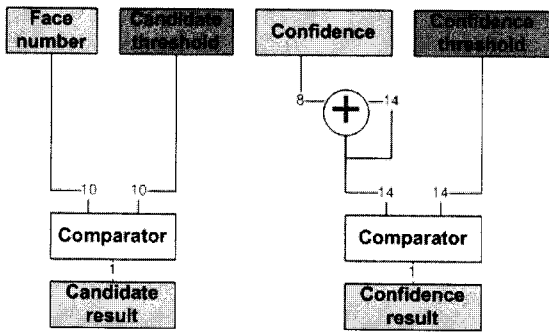 Face
number
Candidate
threshold
Confidence
Confidence
threshold
8
+
14
10
10
14
14
Comparator
Comparator
1
1
Candidate
result
Confidence
result